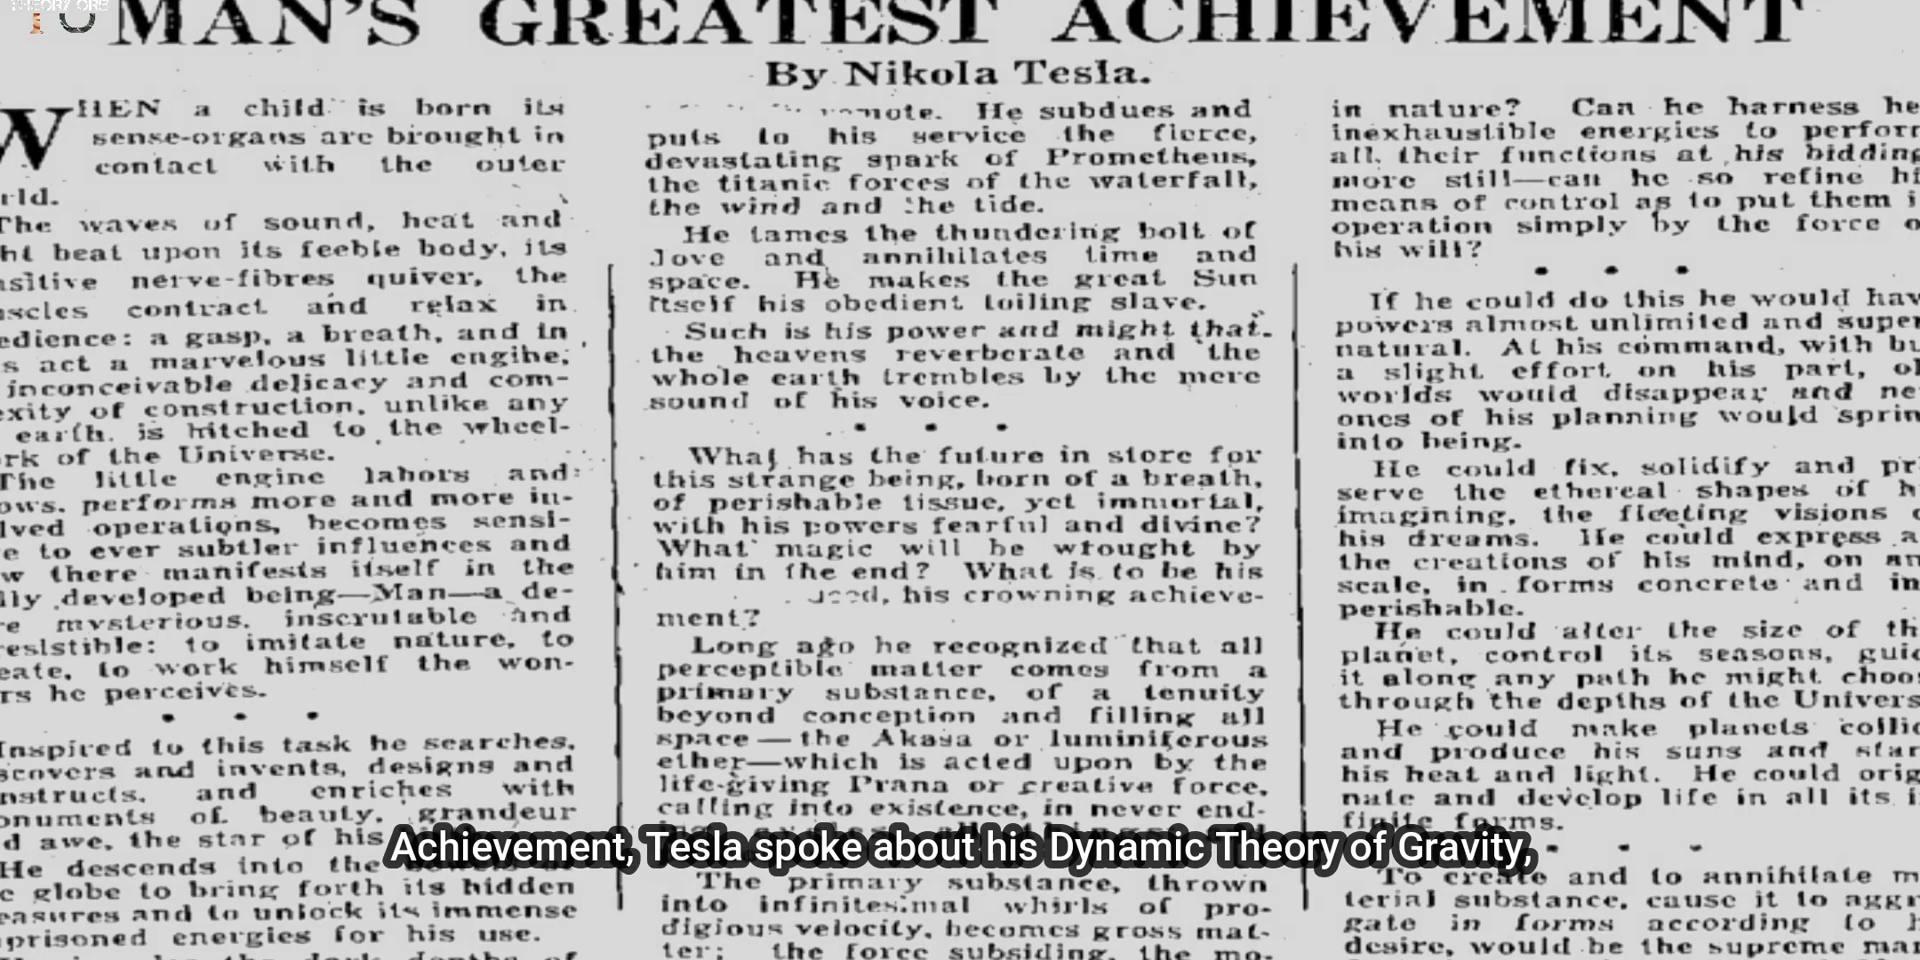 THEORY ORE
MAN'S GREATEST ACHIEVEMENT
By Nikola Tesla.
WHEN a child is born its
sense-organs are brought in
contact with the outer
rld.
The waves of sound, heat and
ht beat upon its feeble body, its
nsitive nerve-fibres quiver, the
uscles contract and relax in
edience: a gasp, a breath, and in
s act a marvelous little engine,
inconceivable delicacy and com-
exity of construction, unlike any
earth, is hitched to the wheel-
rk of the Universe.
The little engine labors and
ows, performs more and more in-
lved operations, becomes sensi-
e to ever subtler influences and
w there manifests itself in the
lly developed being—Man—a de-
re mysterious, inscrutable and
resistible: to imitate nature, to
eate, to work himself the won-
rs he perceives.
Inspired to this task he searches,
scovers and invents, designs and
nstructs, and enriches with
onuments of beauty, grandeur
d awe, the star of his
He descends into the
c globe to bring forth its hidden
easures and to unlock its immense
prisoned energies for his use.
remote. He subdues and
puts to his service the fierce,
devastating spark of Prometheus,
the titanic forces of the waterfall,
the wind and the tide.
He tames the thundering bolt of
Jove and annihilates time and
space. He makes the great Sun
itself his obedient toiling slave.
Such is his power and might that
the heavens reverberate and the
whole earth trembles by the mere
sound of his voice.
What has the future in store for
this strange being, born of a breath,
of perishable tissue, yet immortal,
with his powers fearful and divine?
What magic will be wrought by
him in the end? What is to be his
his crowning achieve-
ment?
Long ago he recognized that all
perceptible matter comes from a
primary substance, of a tenuity
beyond conception and filling all
space—the Akasa or luminiferous
ether—which is acted upon by the
life-giving Prana or creative force,
calling into existence, in never end-
The primary substance, thrown
into infinitesimal whirls of pro-
digious velocity, becomes gross mat-
ter; the force subsiding, the mo-
in nature? Can he harness he
inexhaustible energies to perform
all their functions at his bidding
more still—can he so refine hi
means of control as to put them i
operation simply by the force o
his will?
If he could do this he would hav
powers almost unlimited and super
natural. At his command, with bu
a slight effort on his part, ol
worlds would disappear and ne
ones of his planning would sprin
into being.
He could fix, solidify and pr
serve the ethereal shapes of h
imagining, the fleeting visions o
his dreams. He could express a
the creations of his mind, on an
scale, in forms concrete and im
perishable.
He could alter the size of th
planet, control its seasons, guid
it along any path he might choos
through the depths of the Univers
He could make planets collid
and produce his suns and star
his heat and light. He could orig
nate and develop life in all its i
finite forms.
To create and to annihilate m
terial substance, cause it to aggr
gate in forms according to h
desire, would be the supreme man
Achievement, Tesla spoke about his Dynamic Theory of Gravity,